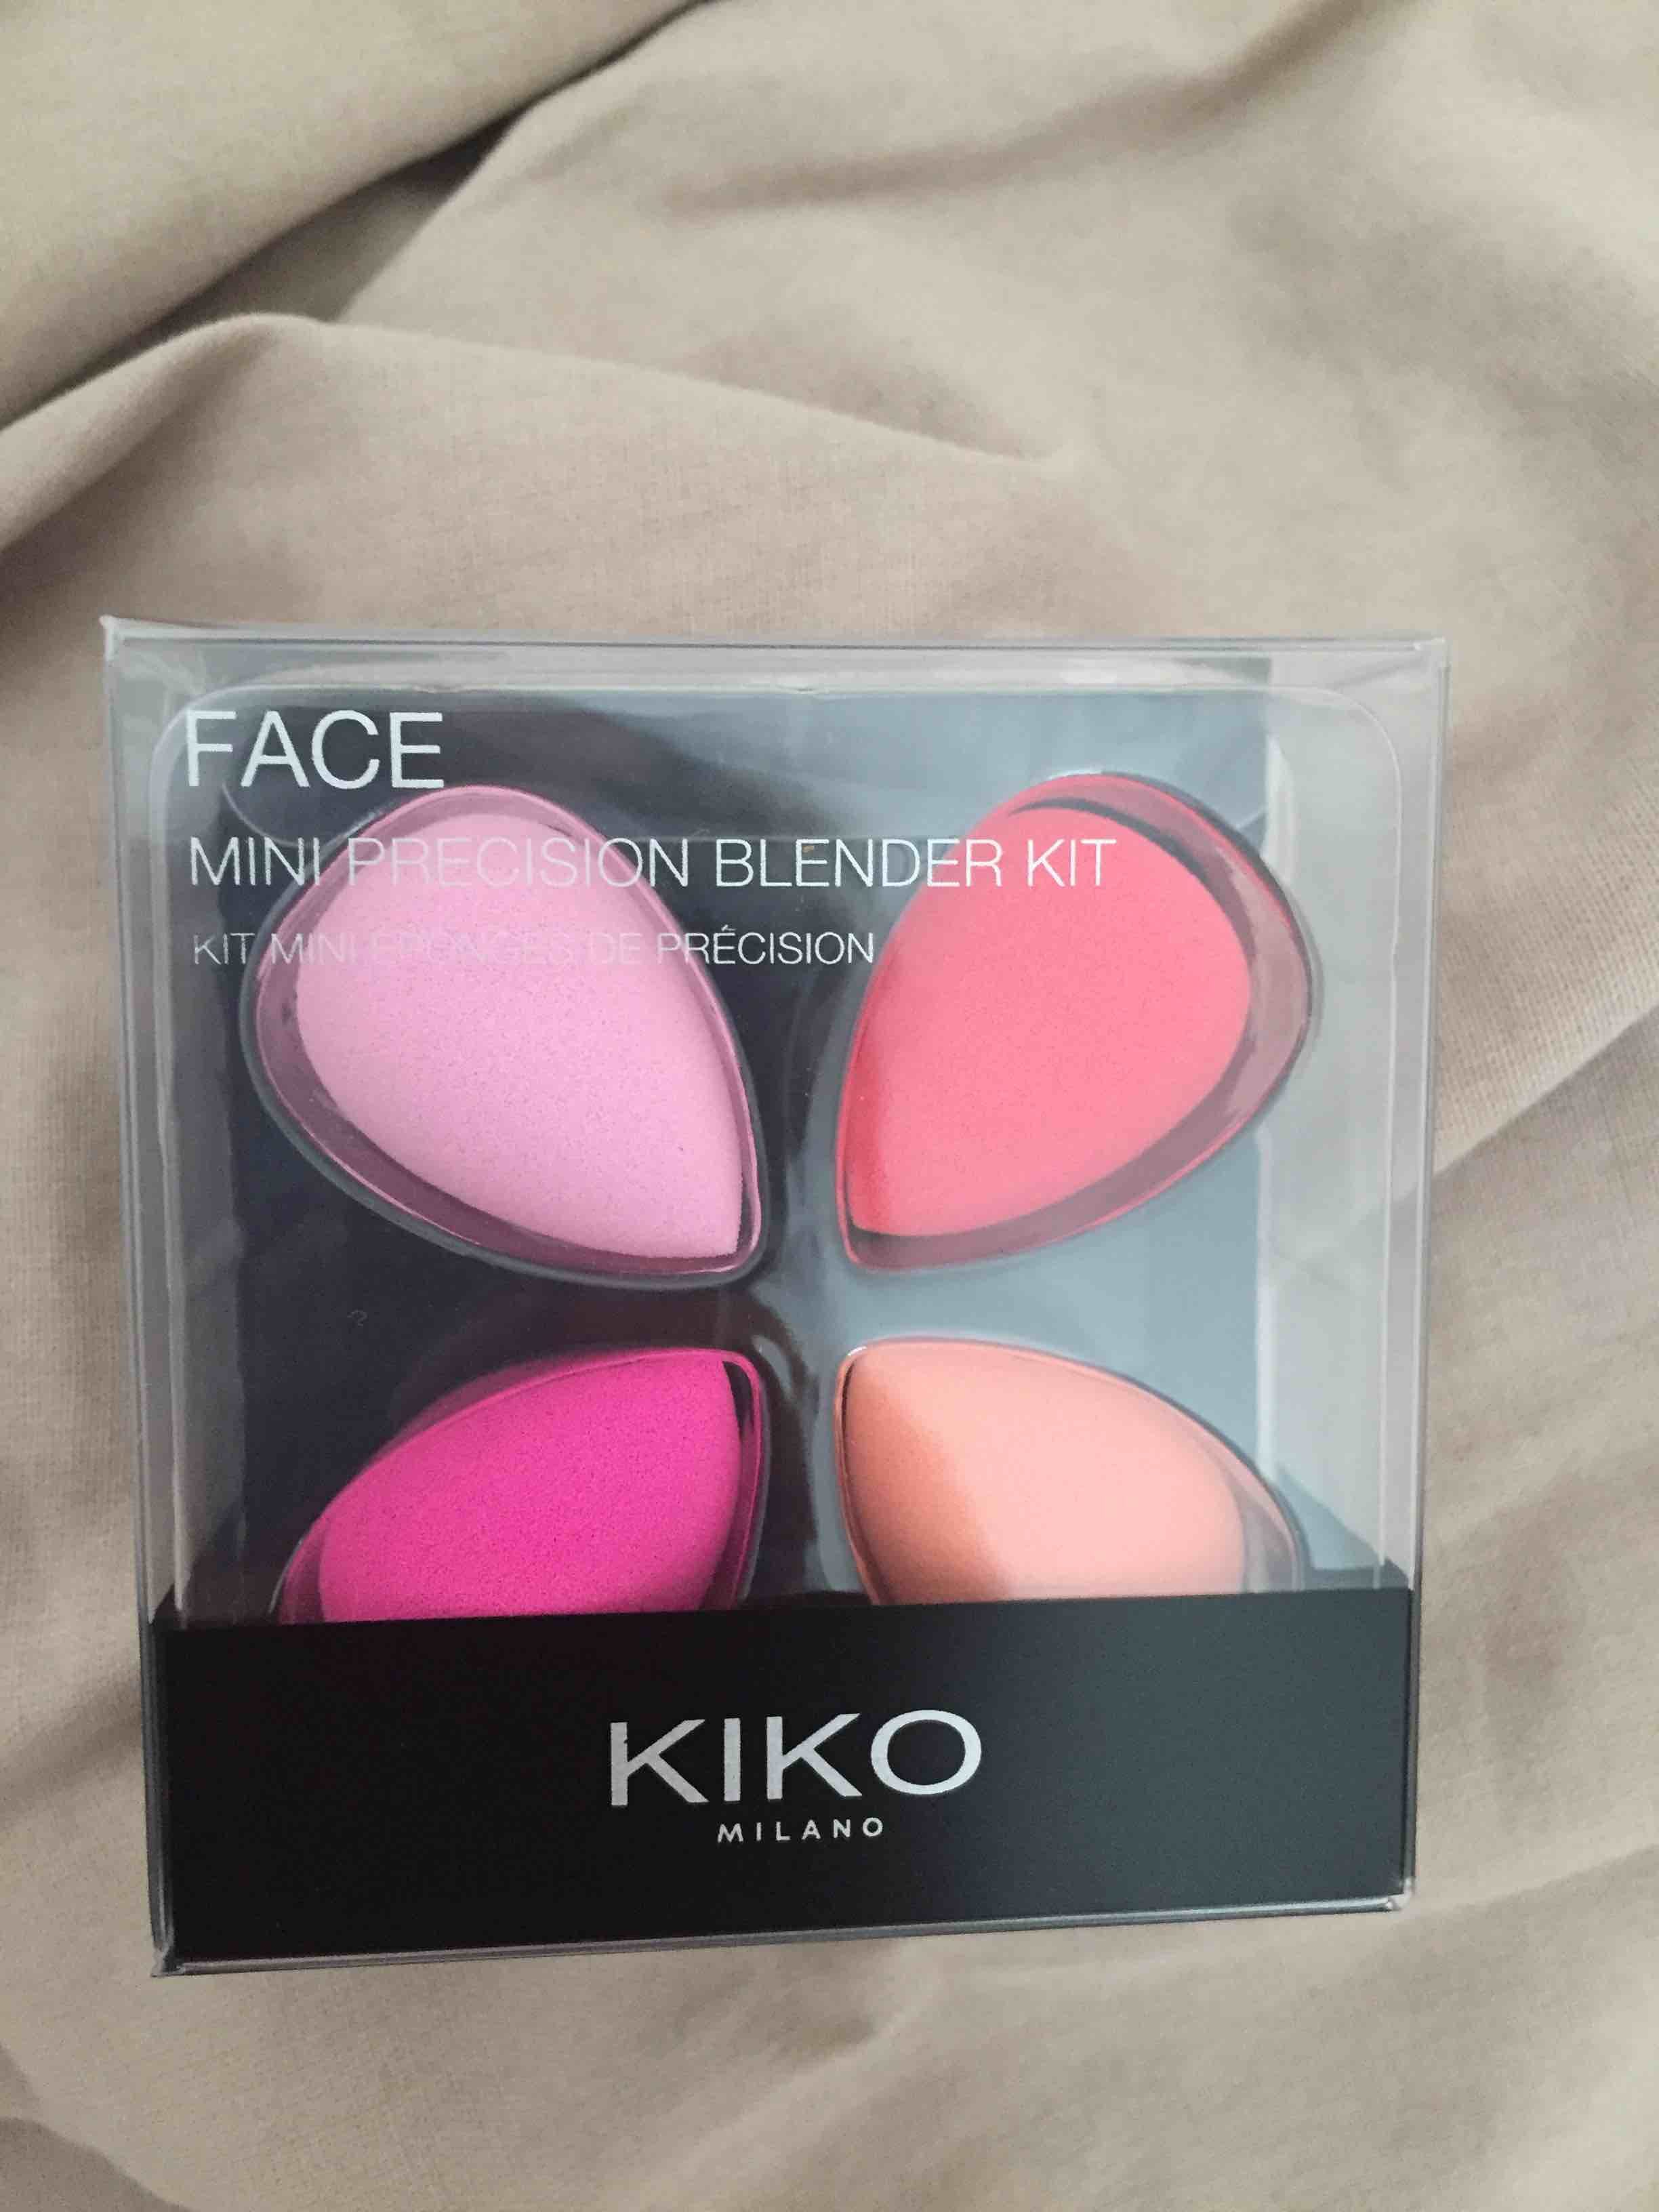 FACE
MINI PRECISION BLENDER KIT
KIT MINI ÉPONGES DE PRÉCISION
KIKO
MILANO